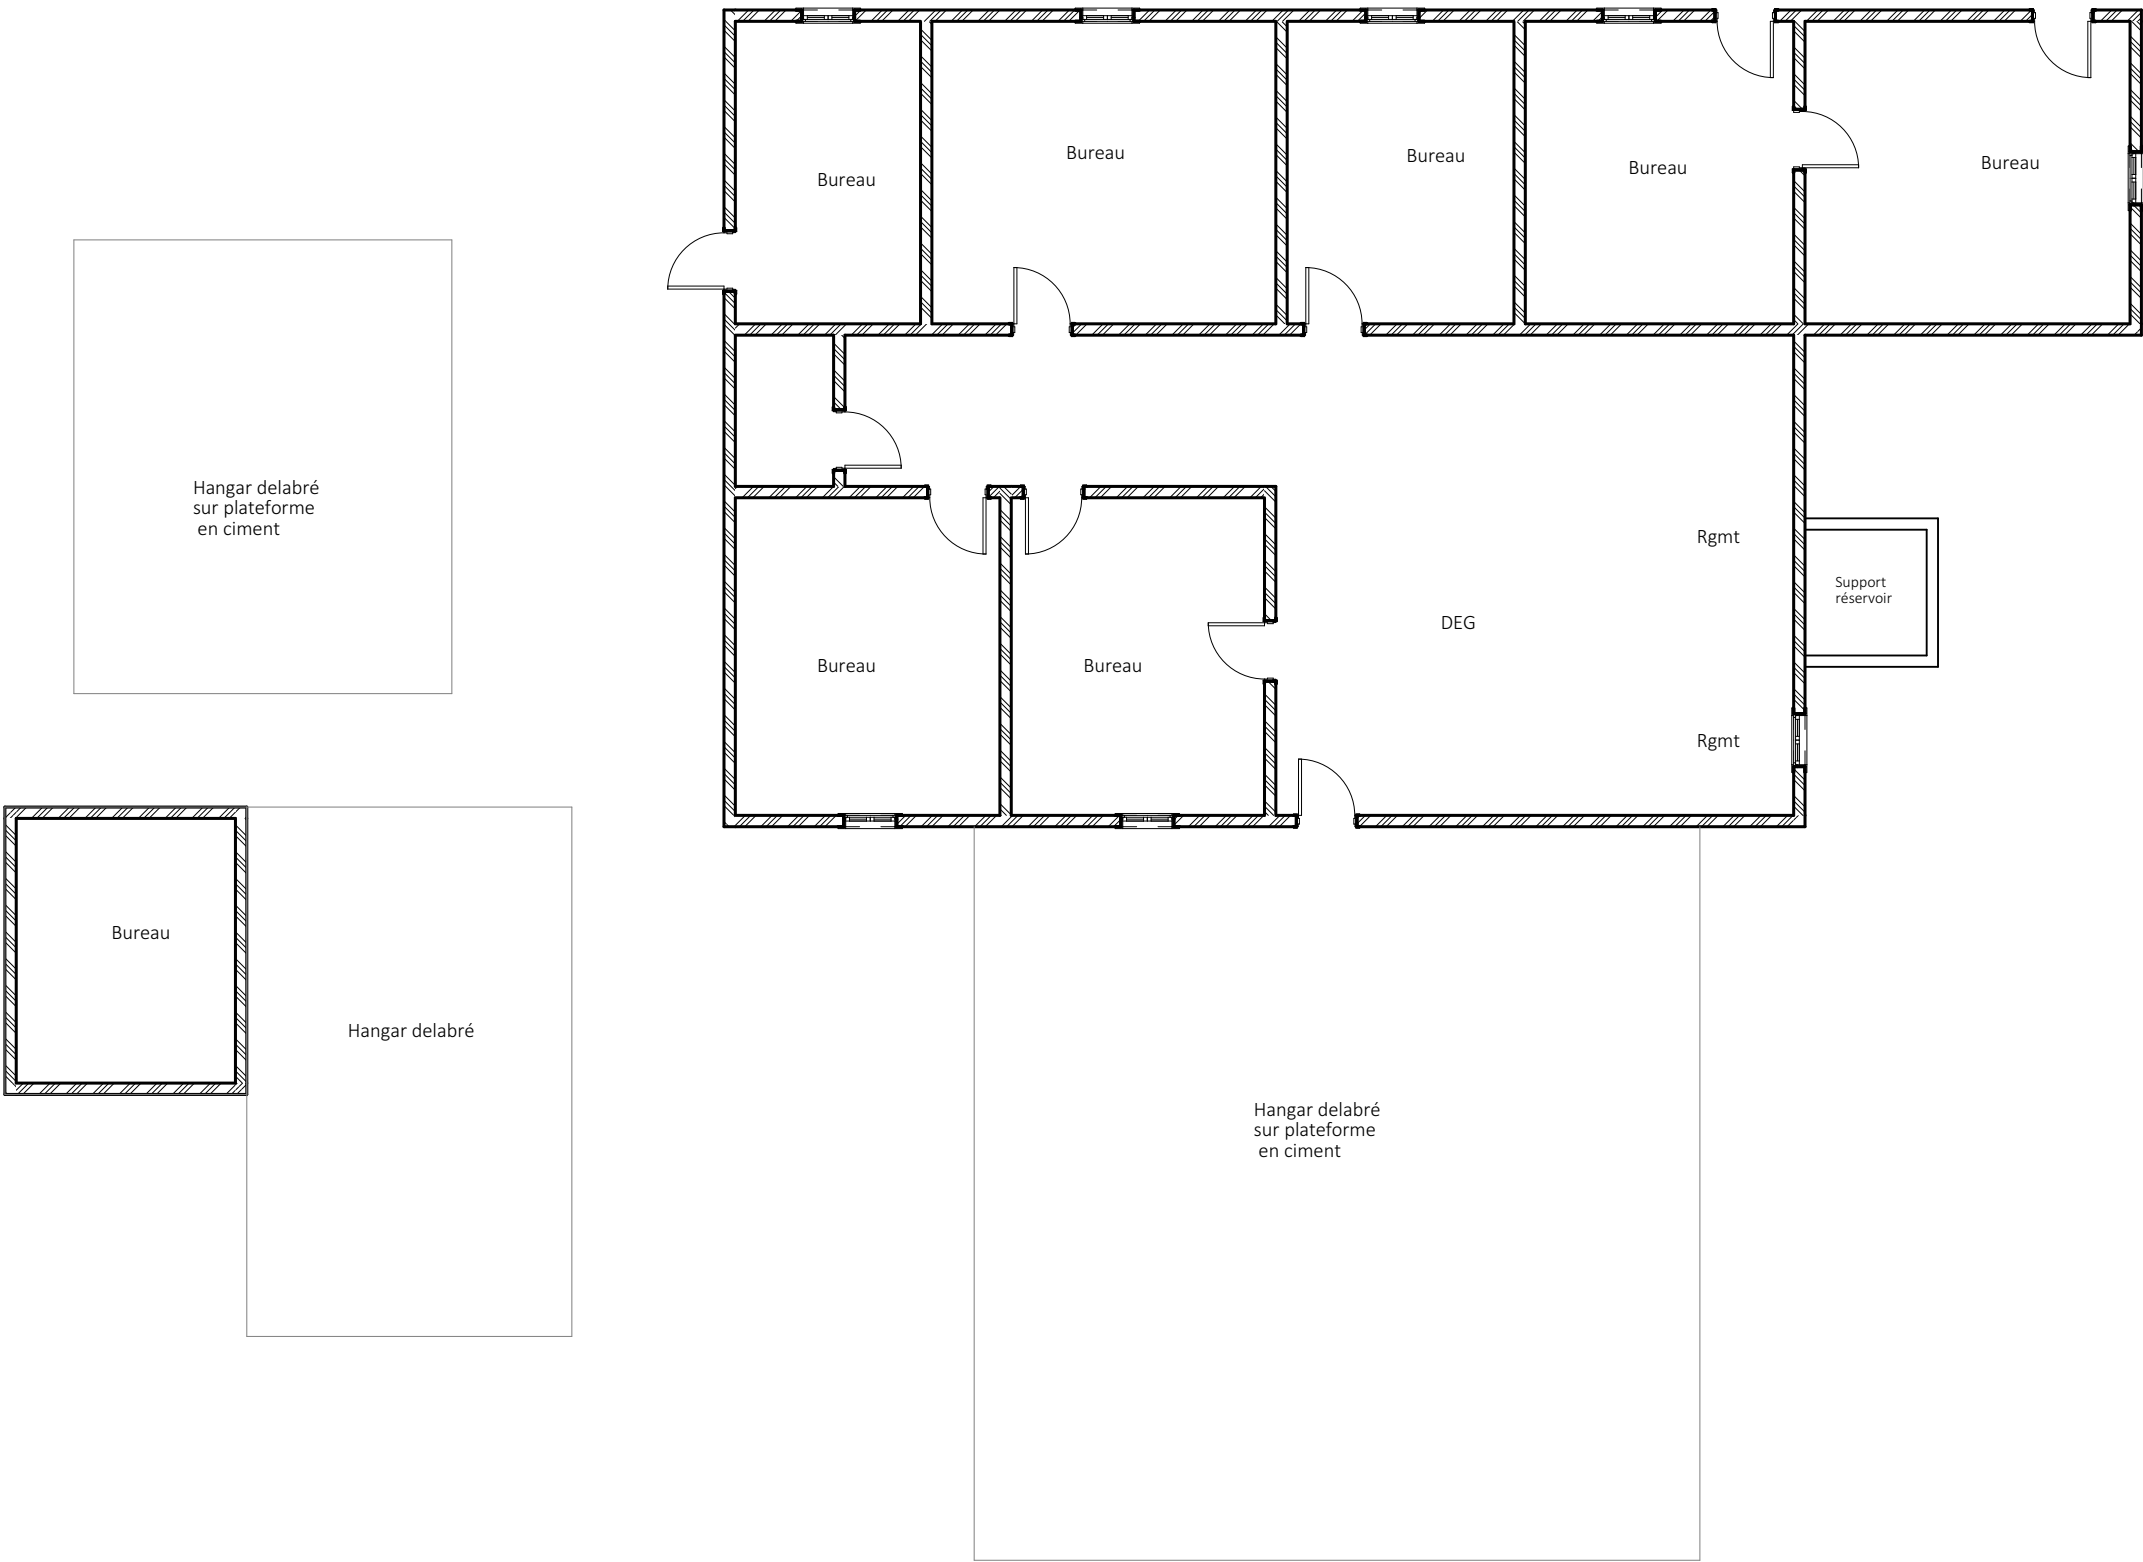 Bureau
Bureau
Bureau
Bureau
Bureau
Hangar delabré
sur plateforme
en ciment
Rgmt
Support
réservoir
DEG
Bureau
Bureau
Rgmt
Bureau
Hangar delabré
Hangar delabré
sur plateforme
en ciment